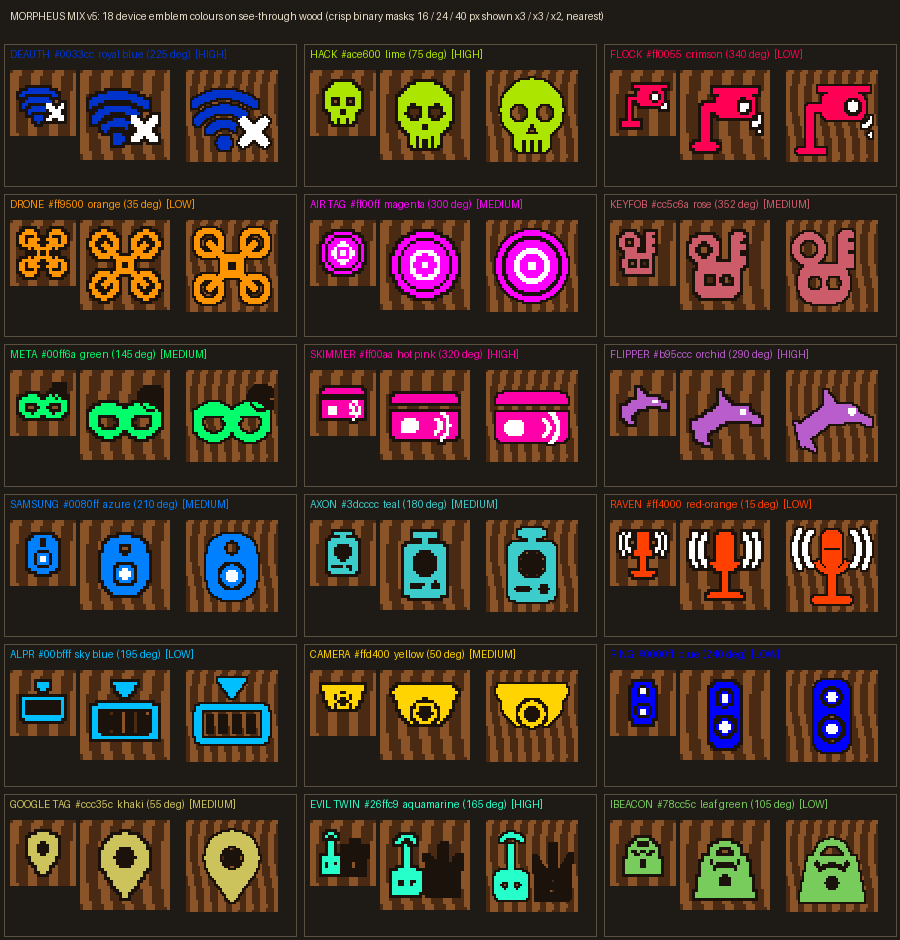 MORPHEUS MIX v5: 18 device emblem colours on see-through wood (crisp binary masks; 16 / 24 / 40 px shown x3 / x3 / x2, nearest)
DEAUTH #0033cc royal blue (225 deg) [HIGH]
HACK #ace600 lime (75 deg) [HIGH]
FLOCK #ff0055 crimson (340 deg) [LOW]
DRONE #ff9500 orange (35 deg) [LOW]
AIRTAG #ff00ff magenta (300 deg) [MEDIUM]
KEYFOB #cc5c6a rose (352 deg) [MEDIUM]
META #00ff6a green (145 deg) [MEDIUM]
SKIMMER #ff00aa hot pink (320 deg) [HIGH]
FLIPPER #b95ccc orchid (290 deg) [HIGH]
SAMSUNG #0080ff azure (210 deg) [MEDIUM]
AXON #3dcccc teal (180 deg) [MEDIUM]
RAVEN #ff4000 red-orange (15 deg) [LOW]
ALPR #00bfff sky blue (195 deg) [LOW]
CAMERA #ffd400 yellow (50 deg) [MEDIUM]
RING #0000ff blue (240 deg) [LOW]
GOOGLE TAG #ccc35c khaki (55 deg) [MEDIUM]
EVIL TWIN #26ffc9 aquamarine (165 deg) [HIGH]
IBEACON #78cc5c leaf green (105 deg) [LOW]